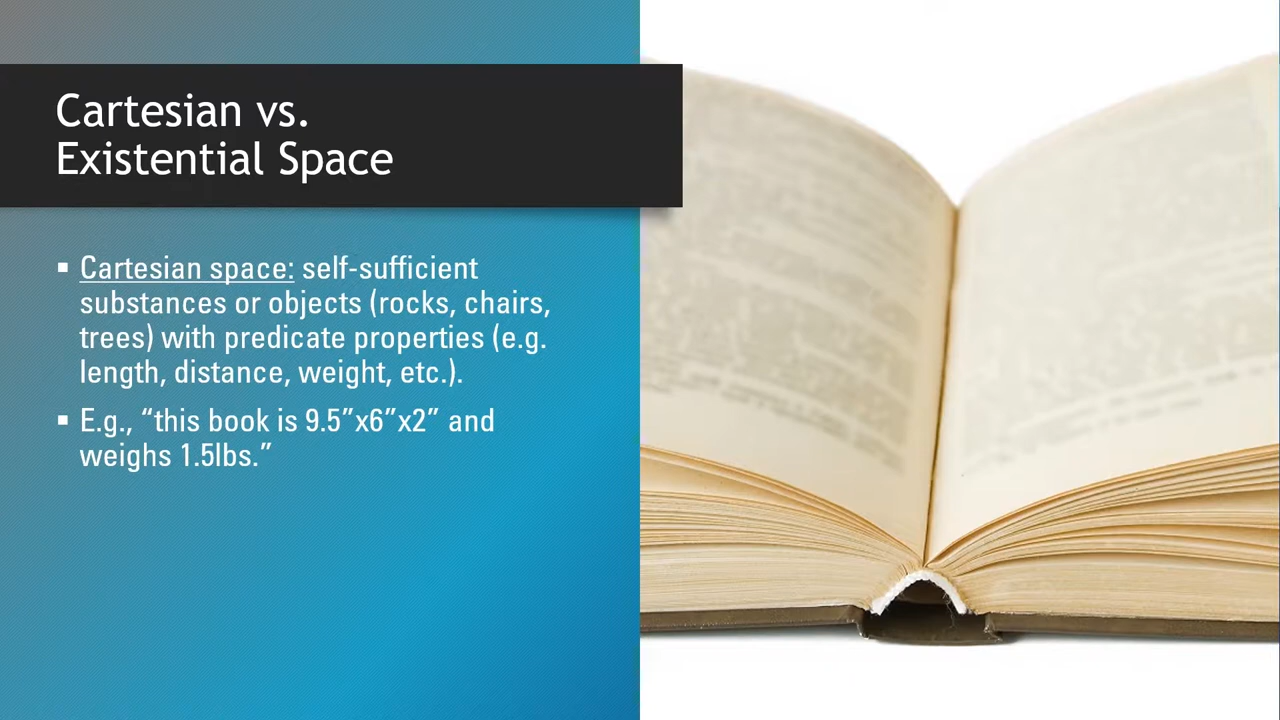 Cartesian vs.
Existential Space
▪ Cartesian space: self-sufficient
substances or objects (rocks, chairs,
trees) with predicate properties (e.g.
length, distance, weight, etc.).
▪ E.g., “this book is 9.5”x6”x2” and
weighs 1.5lbs.”